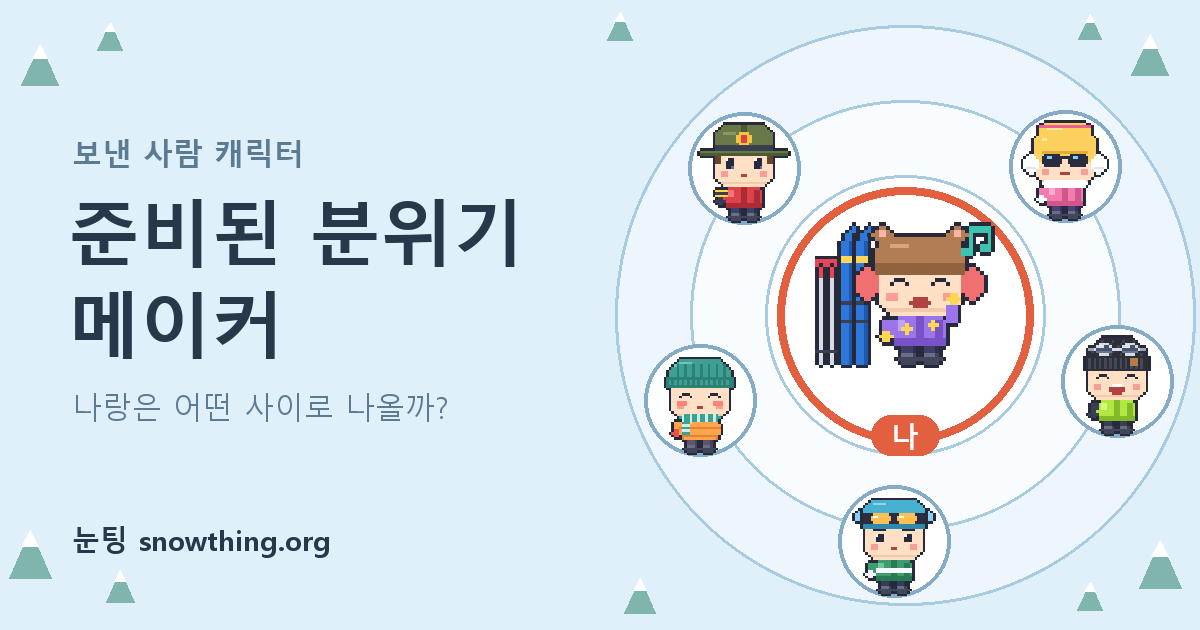 보낸 사람 캐릭터
준비된 분위기
메이커
나랑은 어떤 사이로 나올까?
눈팅 snowthing.org
나